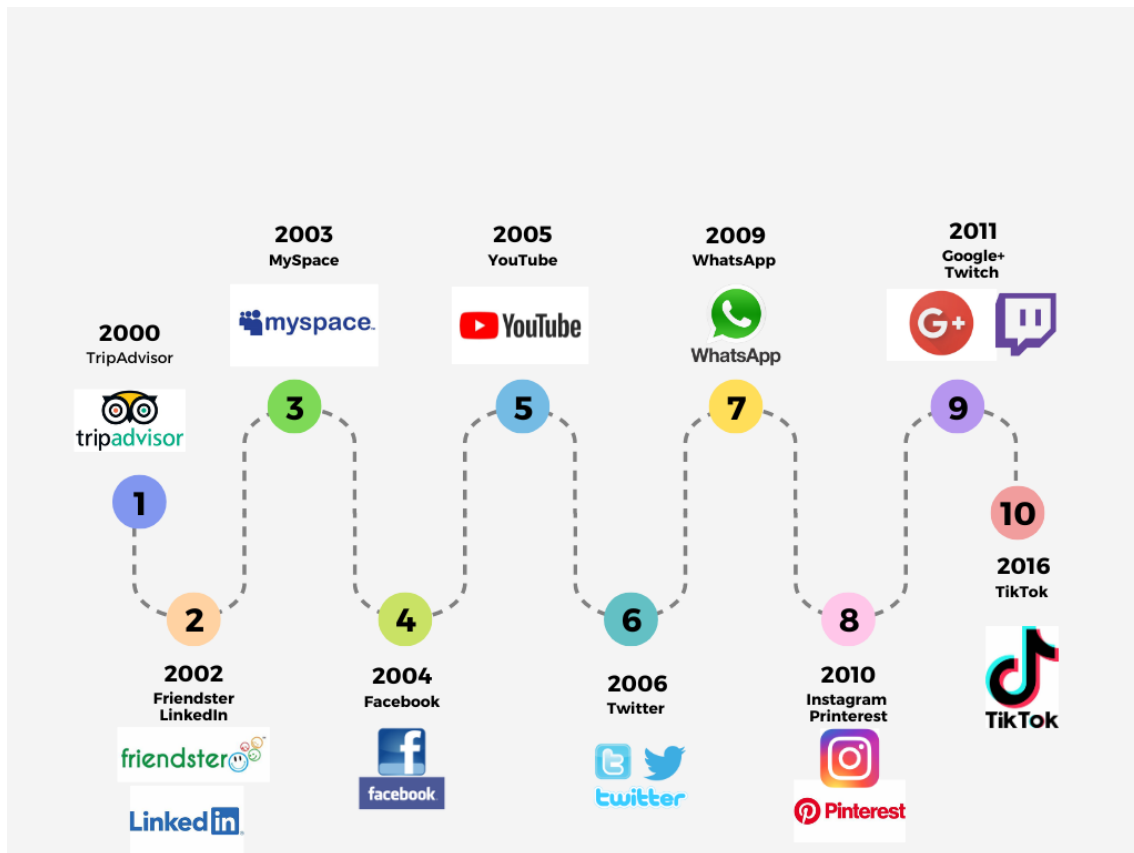 2000
TripAdvisor
tripadvisor
1
2
2002
Friendster
LinkedIn
friendster
Linked in
2003
MySpace
myspace
3
4
2004
Facebook
f
facebook
2005
YouTube
YouTube
5
6
2006
Twitter
t
twitter
2009
WhatsApp
WhatsApp
7
8
2010
Instagram
Printerest
Pinterest
2011
Google+
Twitch
G+
9
10
2016
TikTok
TikTok